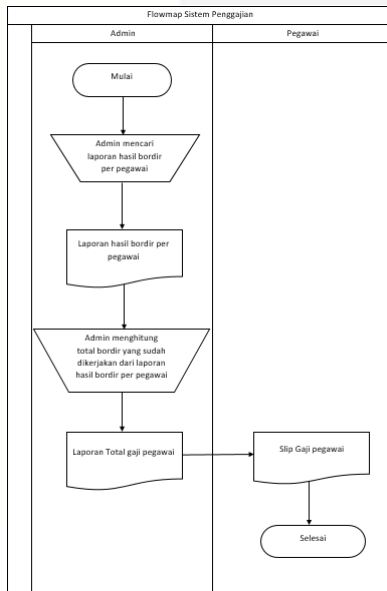 Flowmap Sistem Penggajian
Admin
Pegawai
Mulai
Admin mencari
laporan hasil bordir
per pegawai
Laporan hasil bordir per
pegawai
Admin menghitung
total bordir yang sudah
dikerjakan dari laporan
hasil bordir per pegawai
Laporan Total gaji pegawai
Slip Gaji pegawai
Selesai